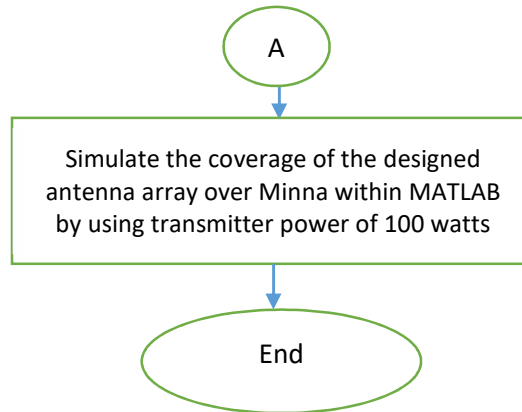 A
Simulate the coverage of the designed
antenna array over Minna within MATLAB
by using transmitter power of 100 watts
End